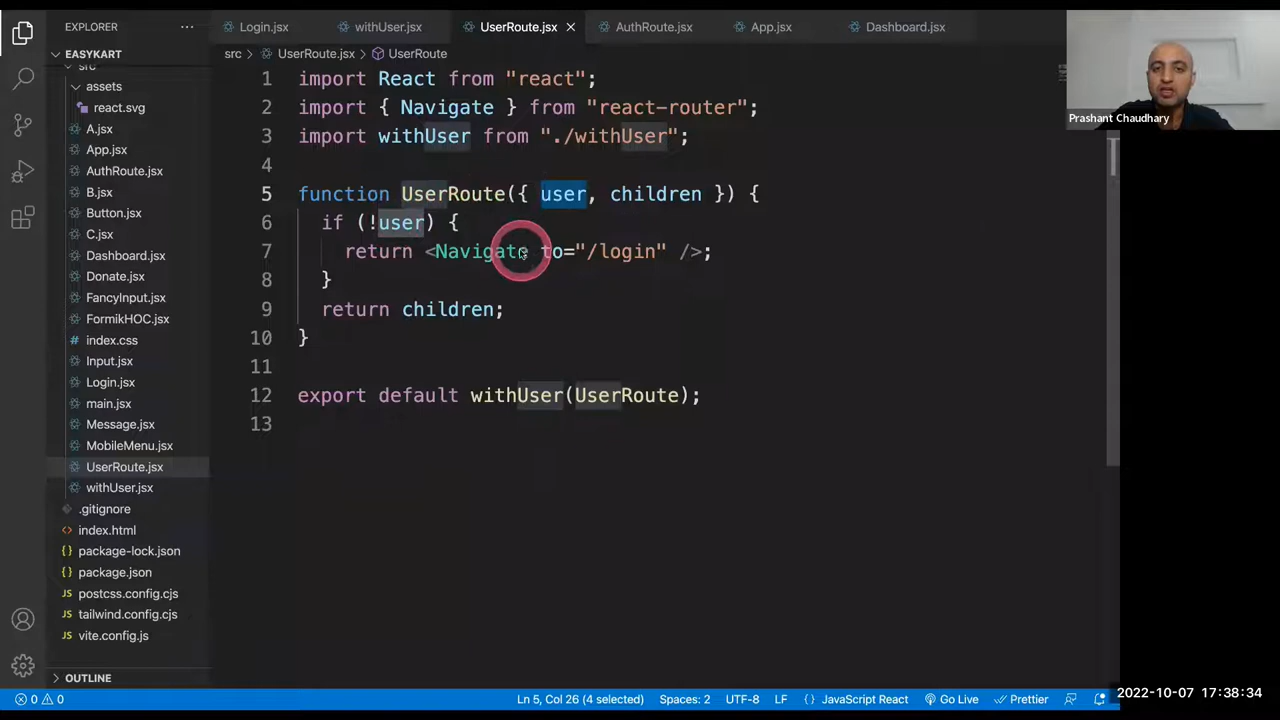 EXPLORER
Login.jsx
withUser.jsx
UserRoute.jsx
AuthRoute.jsx
App.jsx
Dashboard.jsx
EASYKART
src > UserRoute.jsx > UserRoute
src
assets
react.svg
A.jsx
App.jsx
AuthRoute.jsx
B.jsx
Button.jsx
C.jsx
Dashboard.jsx
Donate.jsx
FancyInput.jsx
FormikHOC.jsx
index.css
Input.jsx
Login.jsx
main.jsx
Message.jsx
MobileMenu.jsx
UserRoute.jsx
withUser.jsx
.gitignore
index.html
package-lock.json
package.json
postcss.config.cjs
tailwind.config.cjs
vite.config.js
OUTLINE
1 import React from "react";
2 import { Navigate } from "react-router";
3 import withUser from "./withUser";
4
5 function UserRoute({ user, children }) {
6 if (!user) {
7 return <Navigate to="/login" />;
8 }
9 return children;
10 }
11
12 export default withUser(UserRoute);
13
Prashant Chaudhary
0 0
Ln 5, Col 26 (4 selected)
Spaces: 2
UTF-8
LF
{ } JavaScript React
Go Live
Prettier
2022-10-07 17:38:34